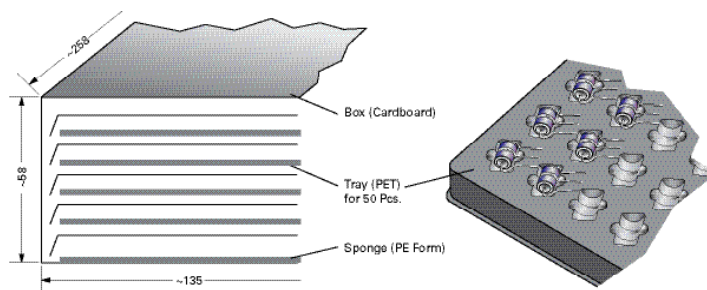 ~258
Box (Cardboard)
~58
Tray (PET)
for 50 Pcs.
Sponge (PE Form)
~135